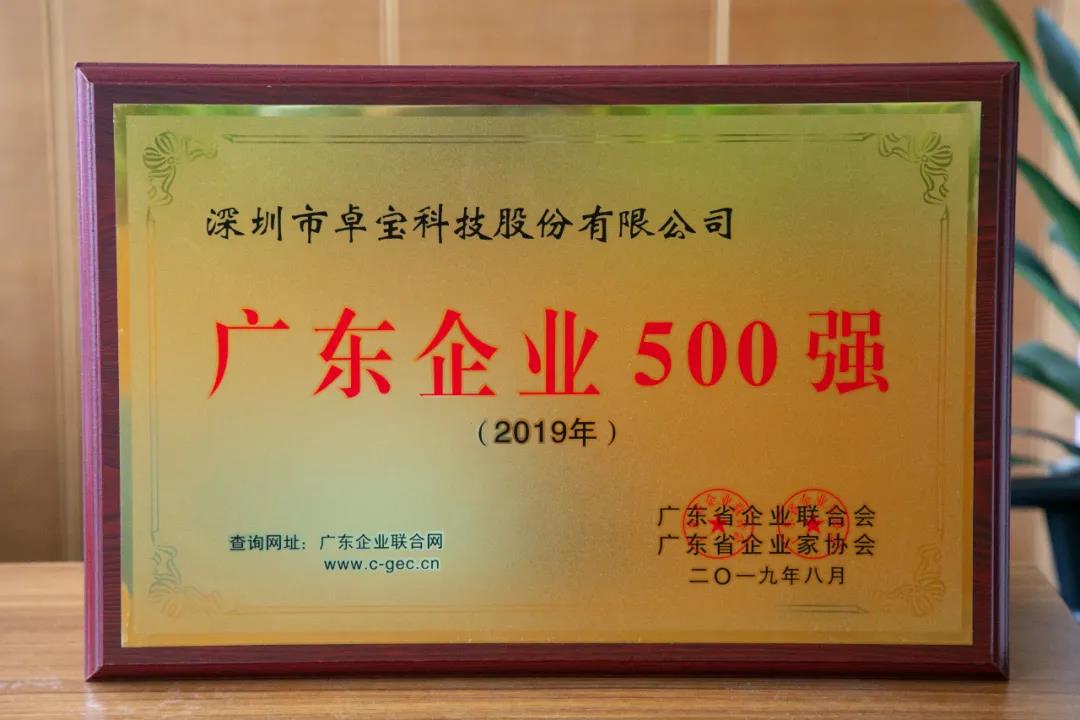 深圳市卓宝科技股份有限公司
广东企业500强
（2019年）
广东省企业联合会
广东省企业家协会
二〇一九年八月
查询网址：广东企业联合网
www.c-gec.cn